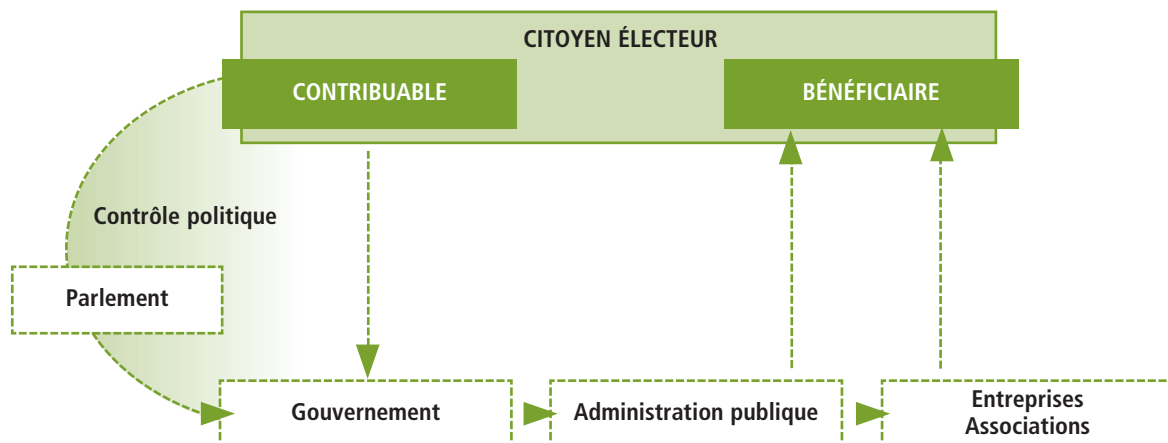 CITOYEN ÉLECTEUR
CONTRIBUABLE
BÉNÉFICIAIRE
Contrôle politique
Parlement
Gouvernement
Administration publique
Entreprises
Associations